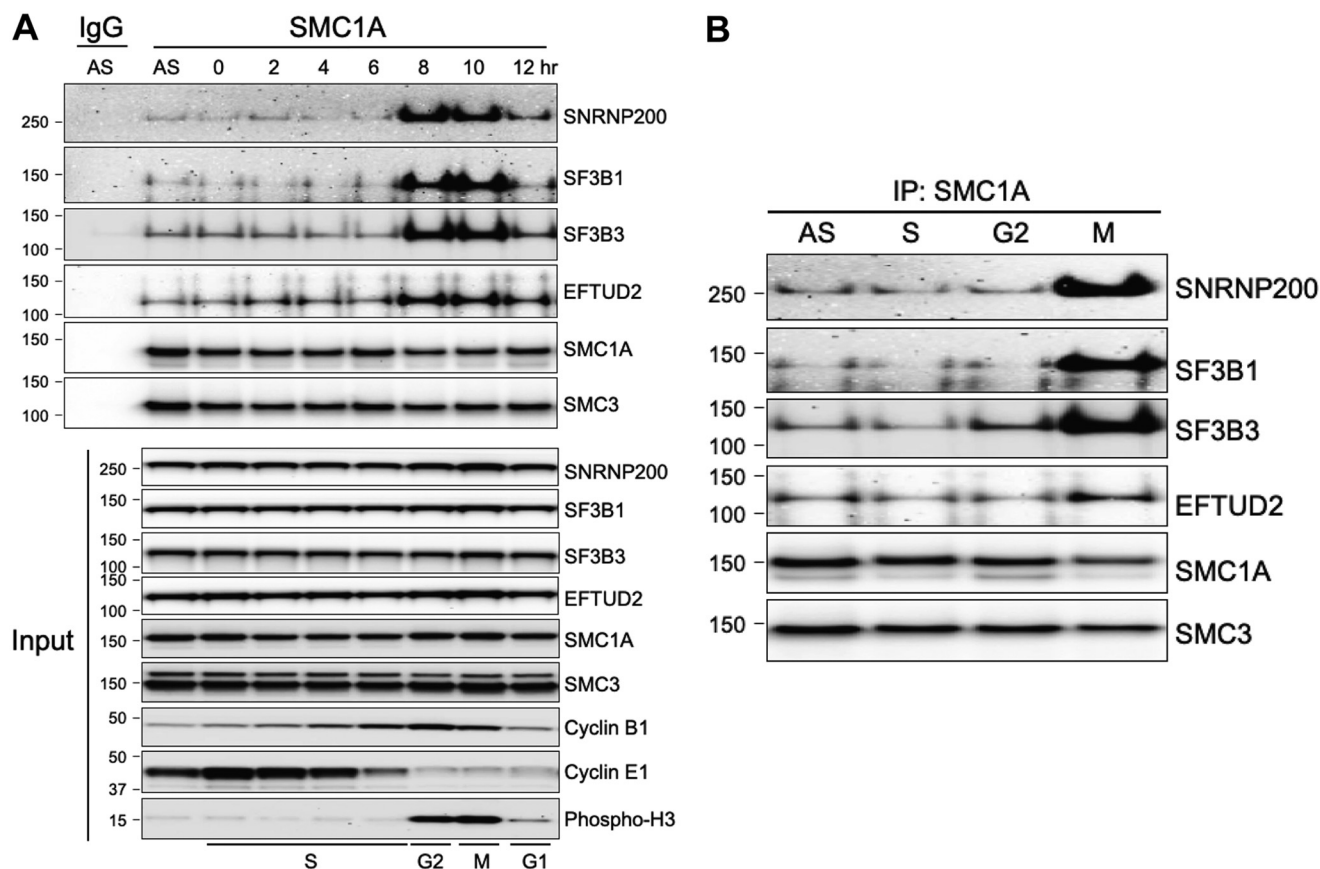 A
IgG
SMC1A
AS
AS 0 2 4 6 8 10 12 hr
250
SNRNP200
150
SF3B1
150
100
SF3B3
150
100
EFTUD2
150
SMC1A
150
100
SMC3
Input
250
SNRNP200
150
SF3B1
150
100
SF3B3
150
100
EFTUD2
150
SMC1A
150
SMC3
50
Cyclin B1
50
37
Cyclin E1
15
Phospho-H3
S G2 M G1
B
IP: SMC1A
AS S G2 M
250
SNRNP200
150
SF3B1
150
100
SF3B3
150
100
EFTUD2
150
SMC1A
150
SMC3